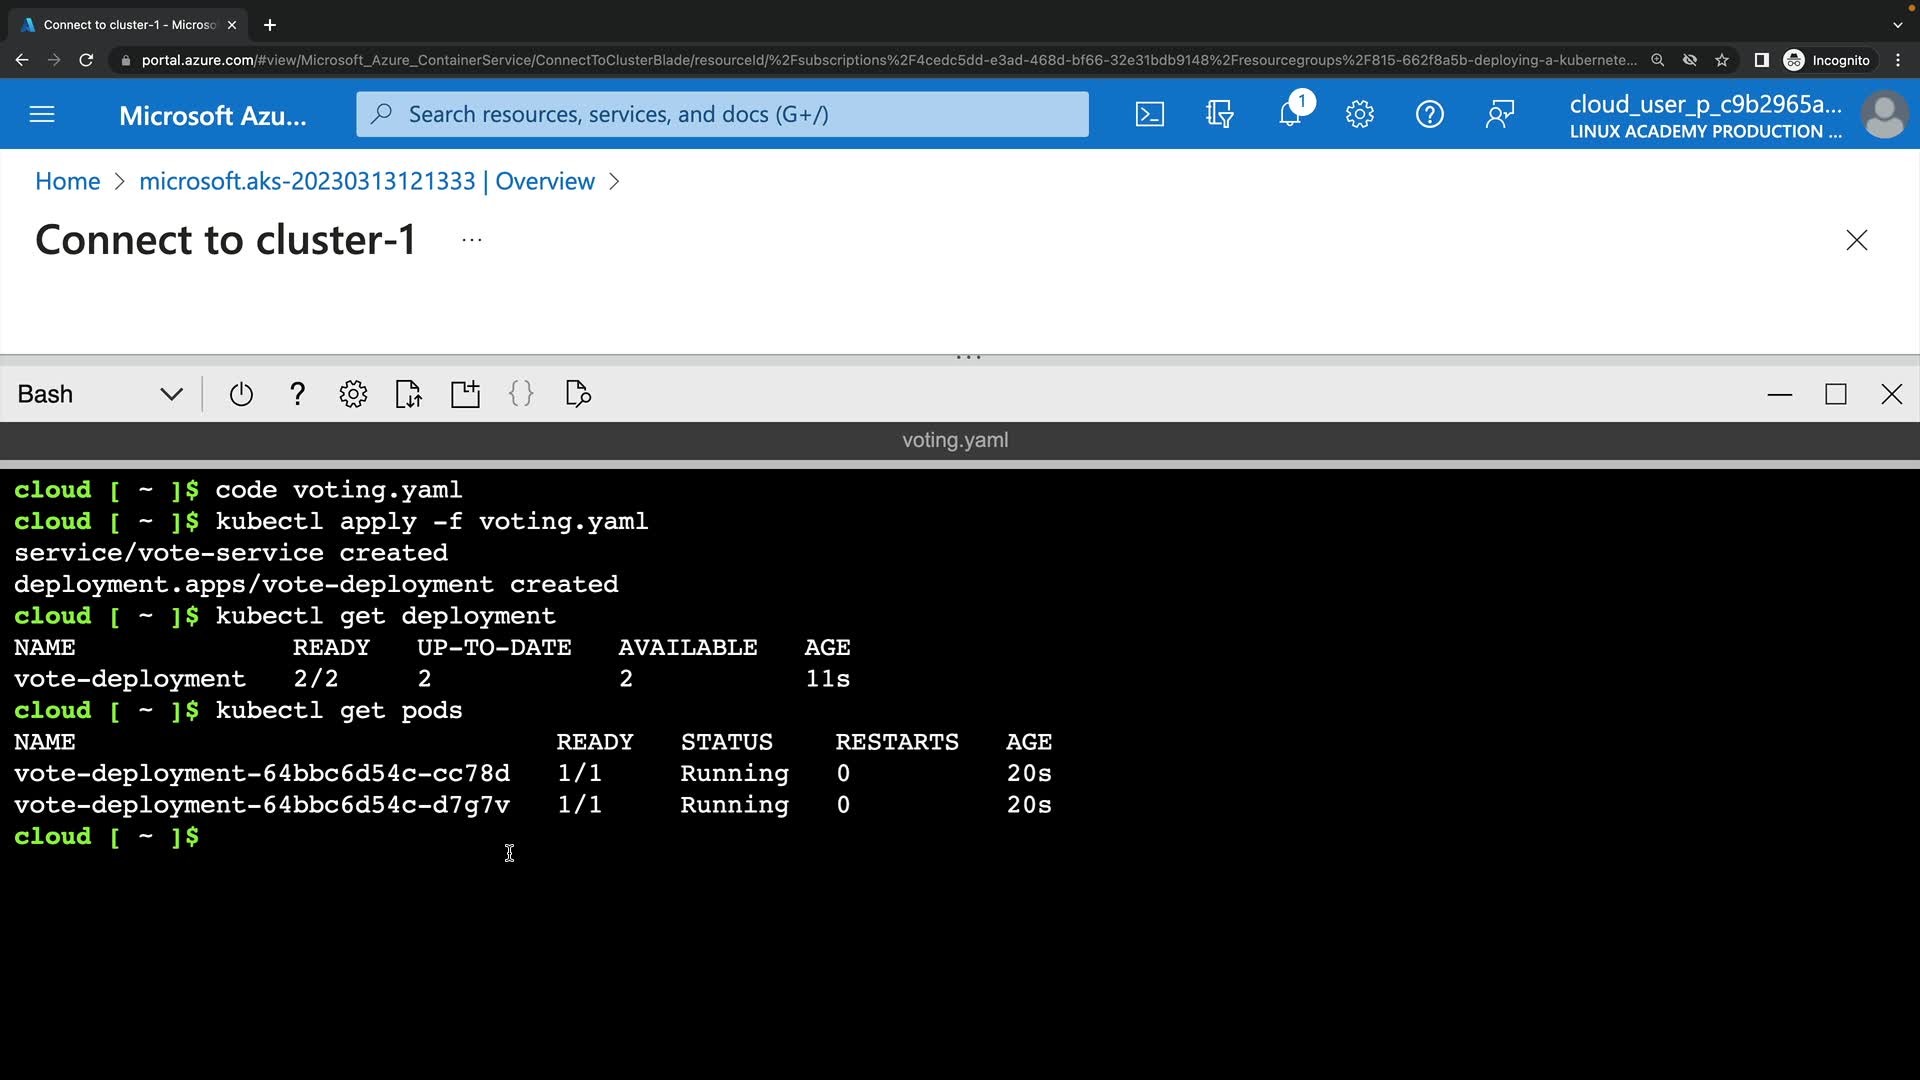 Connect to cluster-1 - Microso
portal.azure.com/#view/Microsoft_Azure_ContainerService/ConnectToClusterBlade/resourceId/%2Fsubscriptions%2F4cedc5dd-e3ad-468d-bf66-32e31bdb9148%2Fresourcegroups%2F815-662f8a5b-deploying-a-kubernete...
Incognito
Microsoft Azu...
Search resources, services, and docs (G+/)
1
cloud_user_p_c9b2965a...
LINUX ACADEMY PRODUCTION ...
Home > microsoft.aks-20230313121333 | Overview >
Connect to cluster-1 ...
Bash
voting.yaml
cloud [ ~ ]$ code voting.yaml
cloud [ ~ ]$ kubectl apply -f voting.yaml
service/vote-service created
deployment.apps/vote-deployment created
cloud [ ~ ]$ kubectl get deployment
NAME READY UP-TO-DATE AVAILABLE AGE
vote-deployment 2/2 2 2 11s
cloud [ ~ ]$ kubectl get pods
NAME READY STATUS RESTARTS AGE
vote-deployment-64bbc6d54c-cc78d 1/1 Running 0 20s
vote-deployment-64bbc6d54c-d7g7v 1/1 Running 0 20s
cloud [ ~ ]$